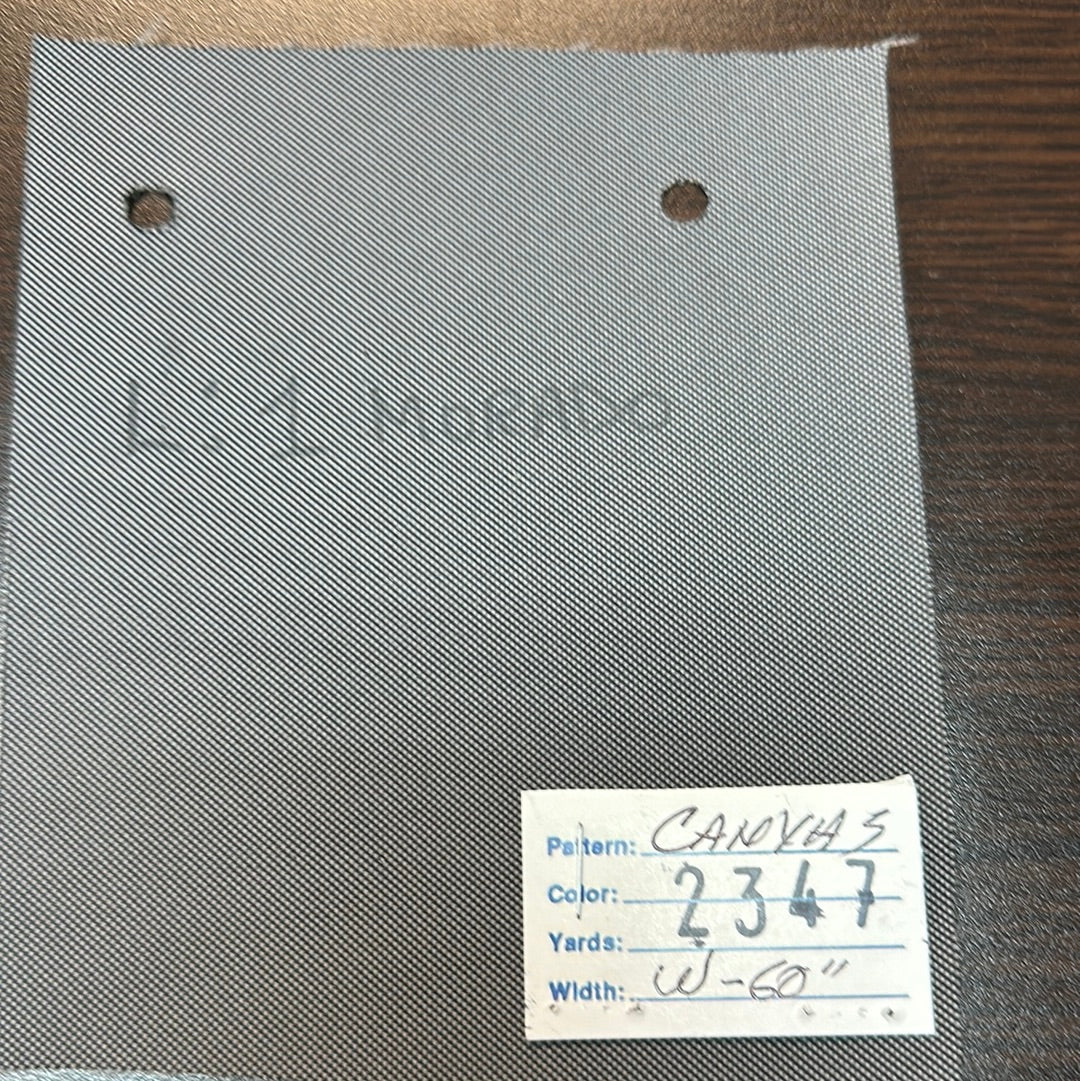 Pattern: CANVAS
Color: 2347
Yards:
Width: W-60"